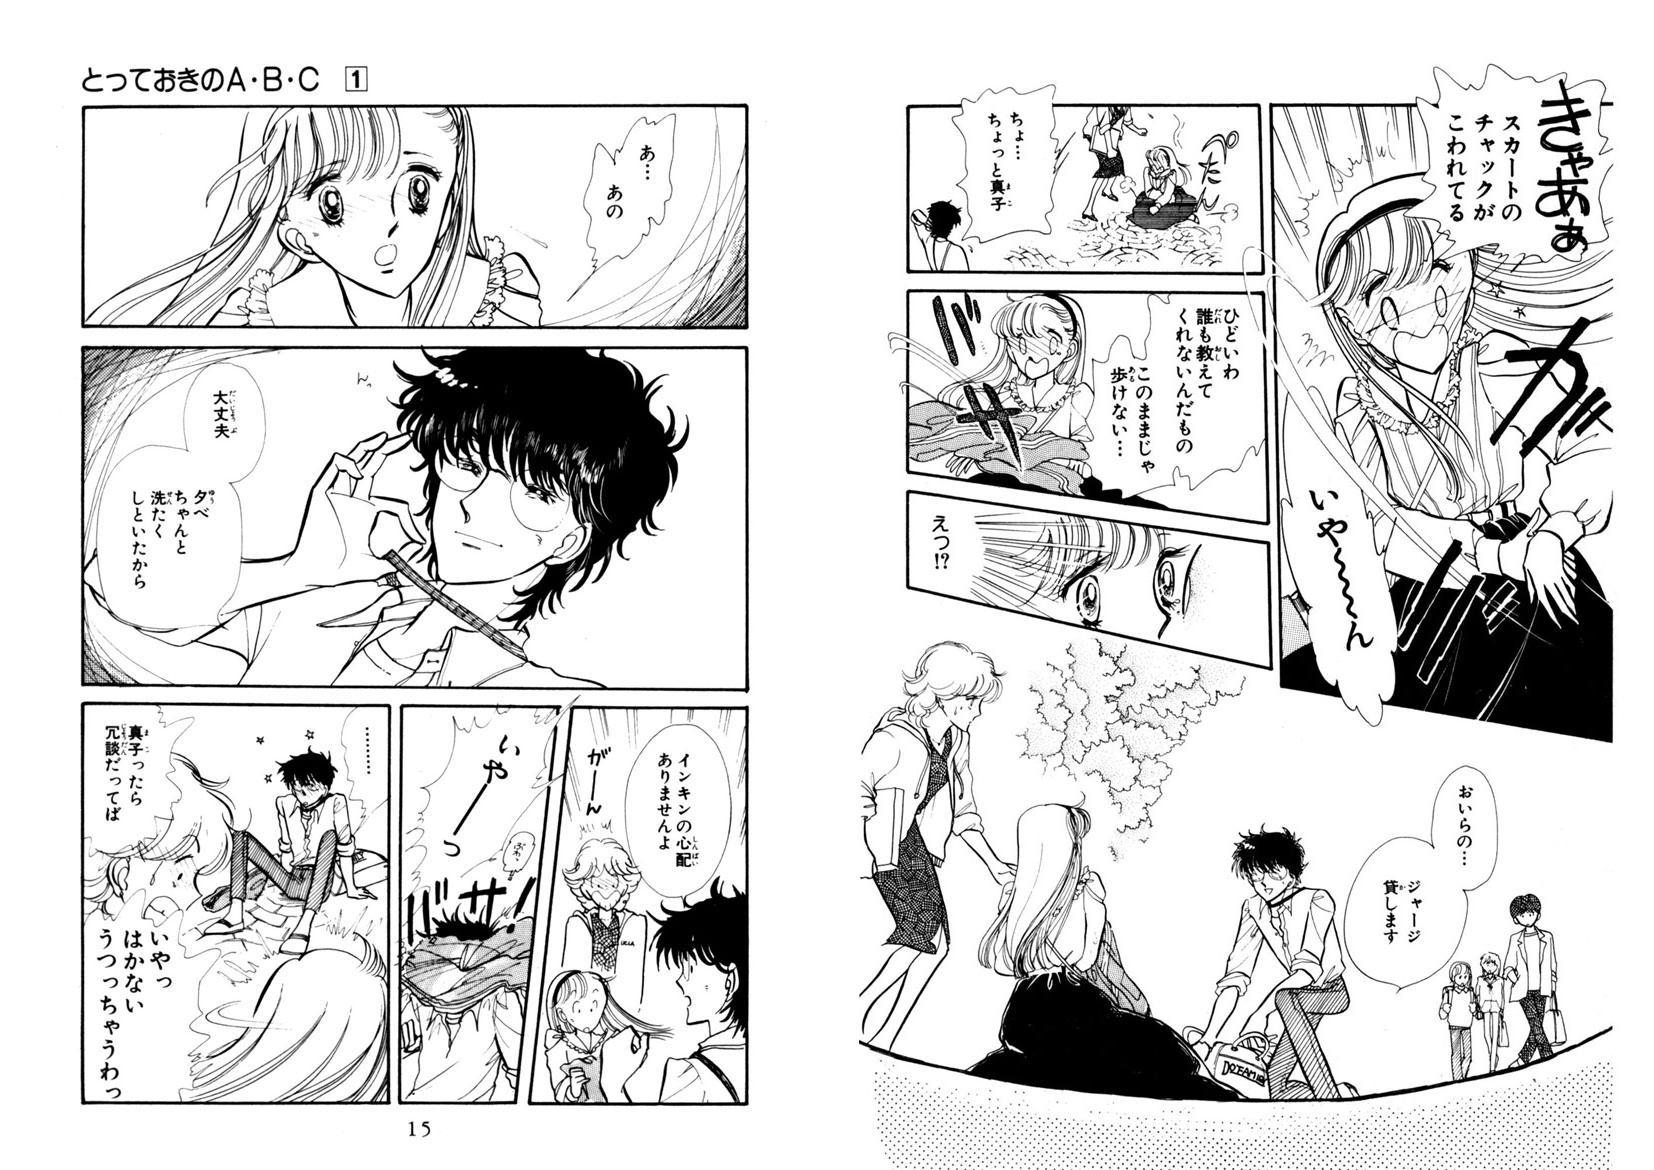 きゃあぁ
スカートの
チャックが
こわれてる
ガバ
いや~~~ん
ぺたん
ちょ…
ちょっと真子
ひどいわ
誰も教えて
くれないんだもの
このままじゃ
歩けない…
ババ
えっ!?
おいらの…
ジャージ
貸します
DREAM
とっておきのA・B・C 1
あ…
あの
んっ
大丈夫
夕べ
ちゃんと
洗たく
しといたから
インキンの心配
ありませんよ
がーん
UCLA
いやーっ
バサ!
………
真子ったら
冗談だってば
いやっ
はかない
うつっちゃうわっ
15